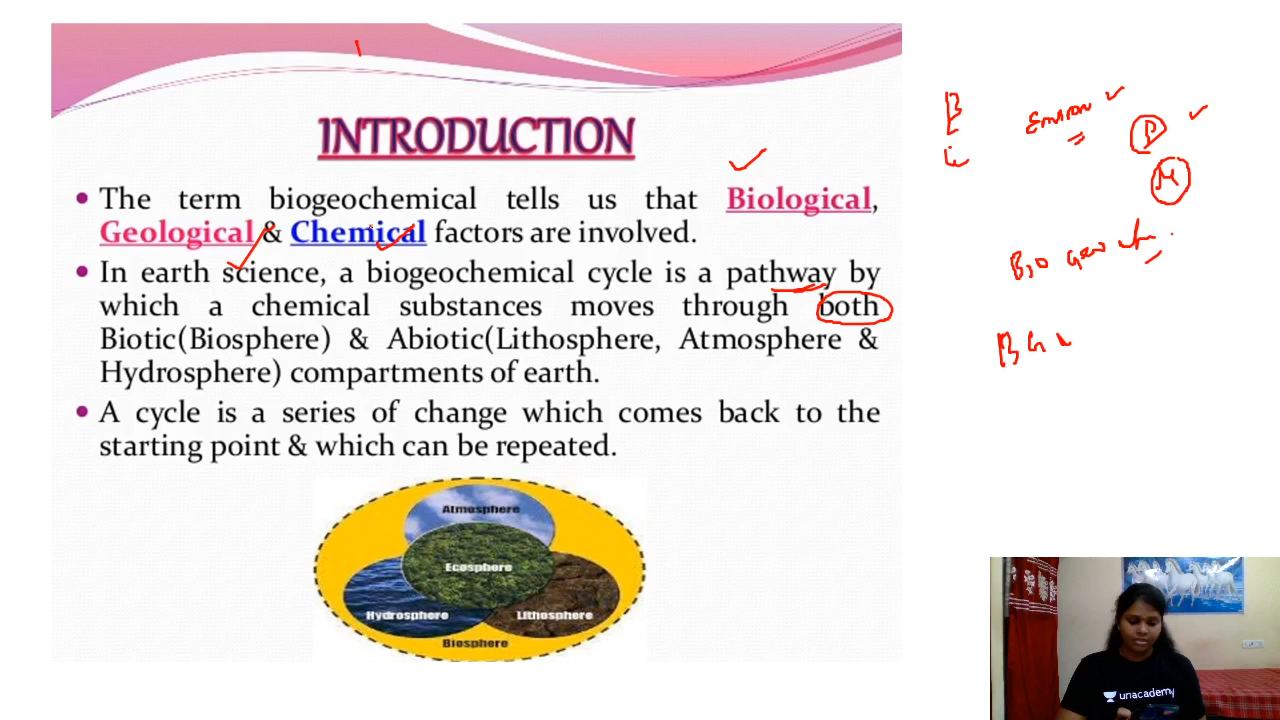 INTRODUCTION
• The term biogeochemical tells us that Biological,
Geological & Chemical factors are involved.
• In earth science, a biogeochemical cycle is a pathway by
which a chemical substances moves through both
Biotic(Biosphere) & Abiotic(Lithosphere, Atmosphere &
Hydrosphere) compartments of earth.
• A cycle is a series of change which comes back to the
starting point & which can be repeated.
Atmosphere
Ecosphere
Hydrosphere
Lithosphere
Biosphere
B
Environ
P
M
Bio geo
B G
unacademy